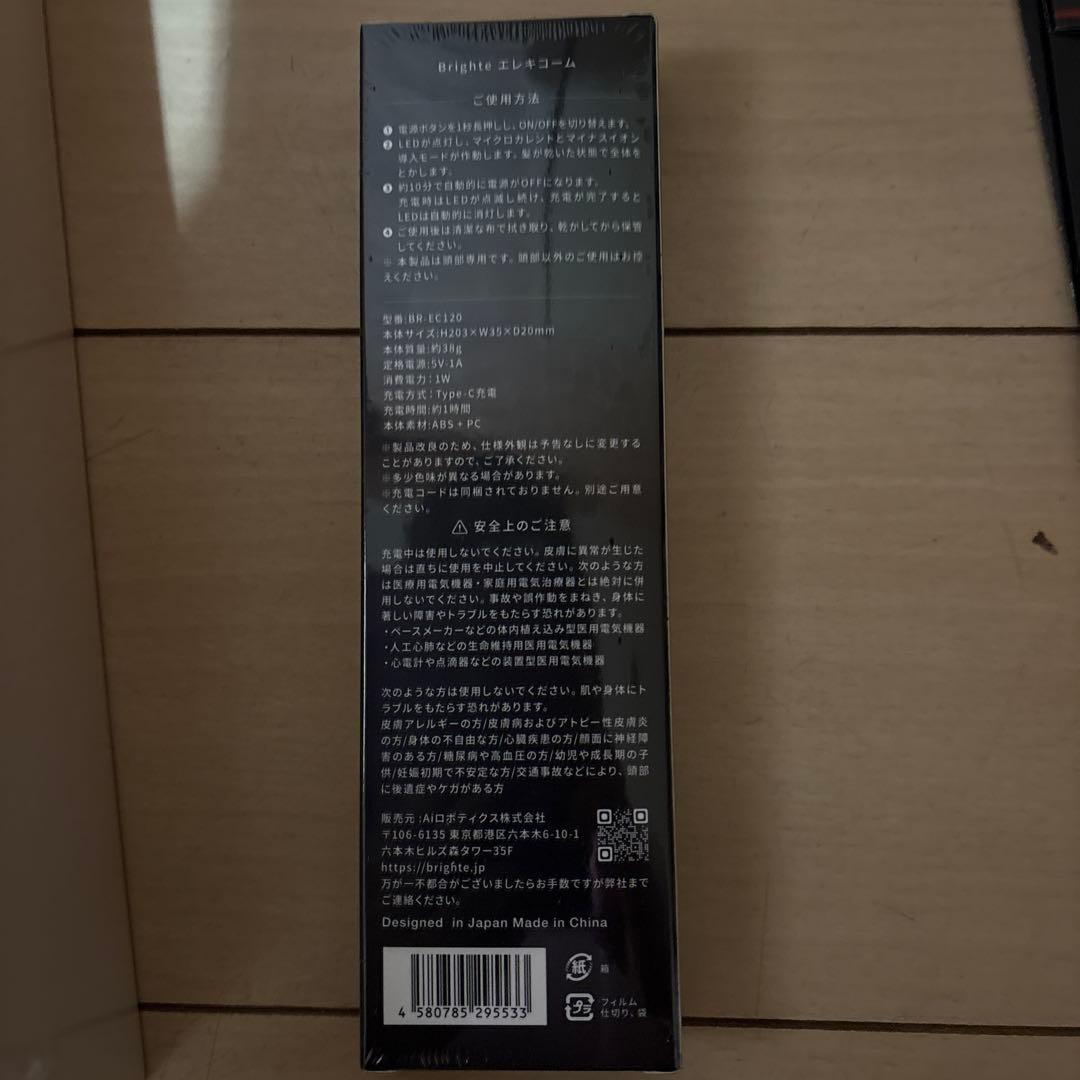 Brighte エレキコーム
ご使用方法
❶ 電源ボタンを1秒長押しし、ON/OFFを切り替えます。
❷ LEDが点灯し、マイクロカレントとマイナスイオン
導入モードが作動します。髪が乾いた状態で全体を
とかします。
❸ 約10分で自動的に電源がOFFになります。
充電時はLEDが点滅し続け、充電が完了すると
LEDは自動的に消灯します。
❹ ご使用後は清潔な布で拭き取り、乾かしてから保管
してください。
※ 本製品は頭部専用です。頭部以外のご使用はお控
えください。
型番:BR-EC120
本体サイズ:H203×W35×D20mm
本体質量:約38g
定格電源:5V⎓1A
消費電力:1W
充電方式:Type-C充電
充電時間:約1時間
本体素材:ABS+PC
※製品改良のため、仕様外観は予告なしに変更する
ことがありますので、ご了承ください。
※多少色味が異なる場合があります。
※充電コードは同梱されておりません。別途ご用意
ください。
⚠ 安全上のご注意
充電中は使用しないでください。皮膚に異常が生じた
場合は直ちに使用を中止してください。次のような方
は医療用電気機器・家庭用電気治療器とは絶対に併
用しないでください。事故や誤作動をまねき、身体に
著しい障害やトラブルをもたらす恐れがあります。
・ペースメーカーなどの体内植え込み型医用電気機器
・人工心肺などの生命維持用医用電気機器
・心電計や点滴器などの装置型医用電気機器
次のような方は使用しないでください。肌や身体にト
ラブルをもたらす恐れがあります。
皮膚アレルギーの方/皮膚病およびアトピー性皮膚炎
の方/身体の不自由な方/心臓疾患の方/顔面に神経障
害のある方/糖尿病や高血圧の方/幼児や成長期の子
供/妊娠初期で不安定な方/交通事故などにより、頭部
に後遺症やケガがある方
販売元:Aiロボティクス株式会社
〒106-6135 東京都港区六本木6-10-1
六本木ヒルズ森タワー35F
https://brighte.jp
万が一不都合がございましたらお手数ですが弊社まで
ご連絡ください。
Designed in Japan Made in China
4 580785 295533
紙 箱
プラ フィルム
仕切り、袋